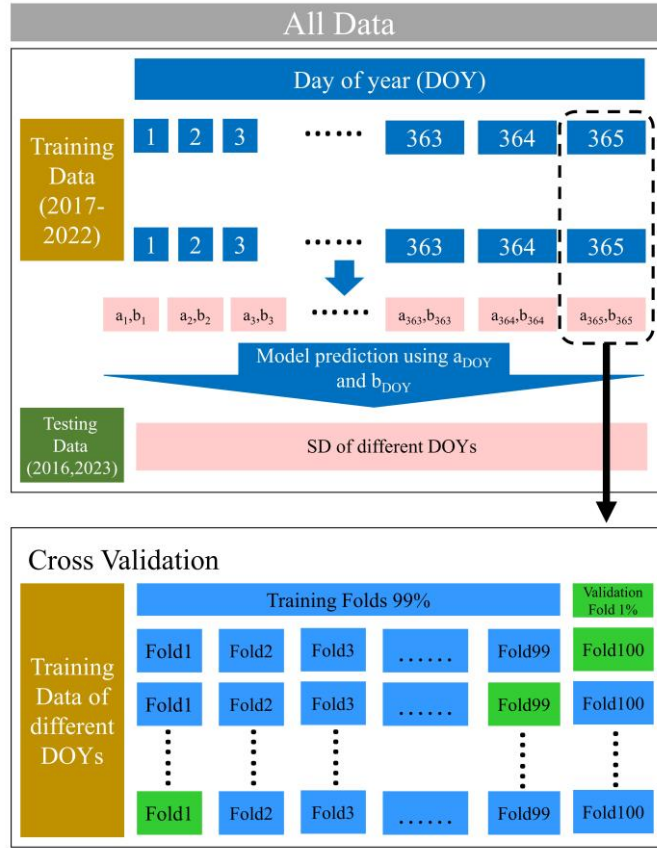 All Data
Day of year (DOY)
Training
Data
(2017-
2022)
1 2 3 ...... 363 364 365
1 2 3 ...... 363 364 365
a1,b1 a2,b2 a3,b3 ...... a363,b363 a364,b364 a365,b365
Model prediction using aDOY
and bDOY
Testing
Data
(2016,2023)
SD of different DOYs
Cross Validation
Training
Data of
different
DOYs
Training Folds 99%
Validation
Fold 1%
Fold1 Fold2 Fold3 ...... Fold99 Fold100
Fold1 Fold2 Fold3 ...... Fold99 Fold100
Fold1 Fold2 Fold3 ...... Fold99 Fold100